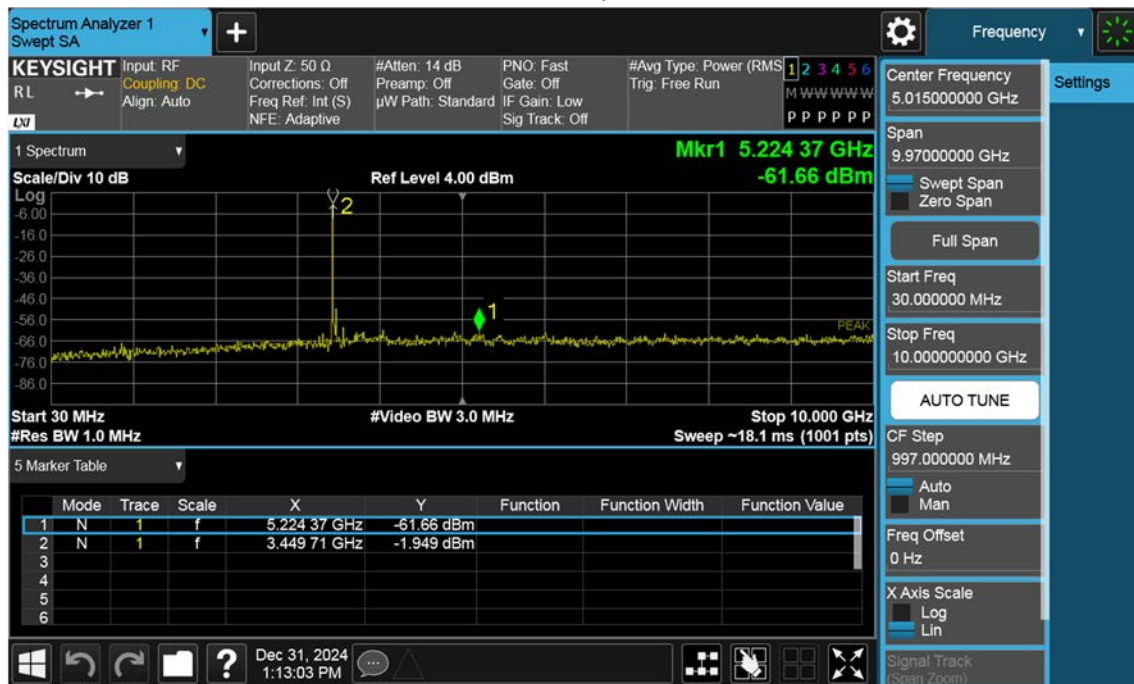 Spectrum Analyzer 1
Swept SA
+
Frequency
KEYSIGHT
RL
LXI
Input: RF
Coupling: DC
Align: Auto
Input Z: 50 Ω
Corrections: Off
Freq Ref: Int (S)
NFE: Adaptive
#Atten: 14 dB
Preamp: Off
µW Path: Standard
PNO: Fast
Gate: Off
IF Gain: Low
Sig Track: Off
#Avg Type: Power (RMS
Trig: Free Run
1 2 3 4 5 6
M W W W W W
P P P P P P
1 Spectrum
Scale/Div 10 dB
Ref Level 4.00 dBm
Mkr1 5.224 37 GHz
-61.66 dBm
Log
-6.00
-16.0
-26.0
-36.0
-46.0
-56.0
-66.0
-76.0
-86.0
2
1
PEAK
Start 30 MHz
#Video BW 3.0 MHz
Stop 10.000 GHz
#Res BW 1.0 MHz
Sweep ~18.1 ms (1001 pts)
5 Marker Table
Mode Trace Scale X Y Function Function Width Function Value
1 N 1 f 5.224 37 GHz -61.66 dBm
2 N 1 f 3.449 71 GHz -1.949 dBm
3
4
5
6
?
Dec 31, 2024
1:13:03 PM
Center Frequency
5.015000000 GHz
Settings
Span
9.97000000 GHz
Swept Span
Zero Span
Full Span
Start Freq
30.000000 MHz
Stop Freq
10.000000000 GHz
AUTO TUNE
CF Step
997.000000 MHz
Auto
Man
Freq Offset
0 Hz
X Axis Scale
Log
Lin
Signal Track
(Span Zoom)